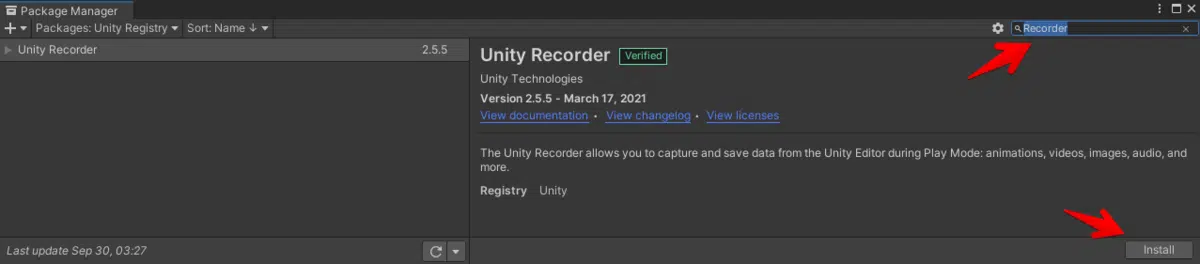 Package Manager
Packages: Unity Registry Sort: Name ↓ Recorder
Unity Recorder 2.5.5
Unity Recorder Verified
Unity Technologies
Version 2.5.5 - March 17, 2021
View documentation • View changelog • View licenses
The Unity Recorder allows you to capture and save data from the Unity Editor during Play Mode: animations, videos, images, audio, and
more.
Registry Unity
Last update Sep 30, 03:27
Install